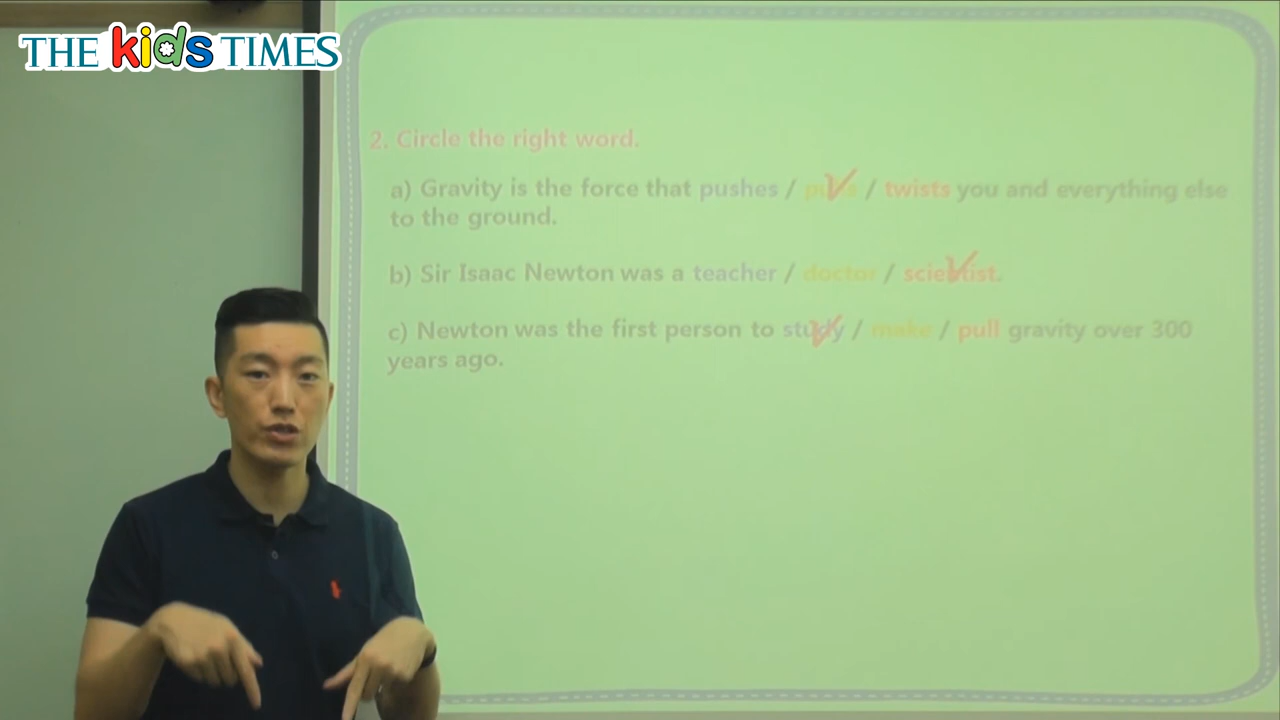 THE kids TIMES
2. Circle the right word.
a) Gravity is the force that pushes / pulls / twists you and everything else
to the ground.
b) Sir Isaac Newton was a teacher / doctor / scientist.
c) Newton was the first person to study / make / pull gravity over 300
years ago.